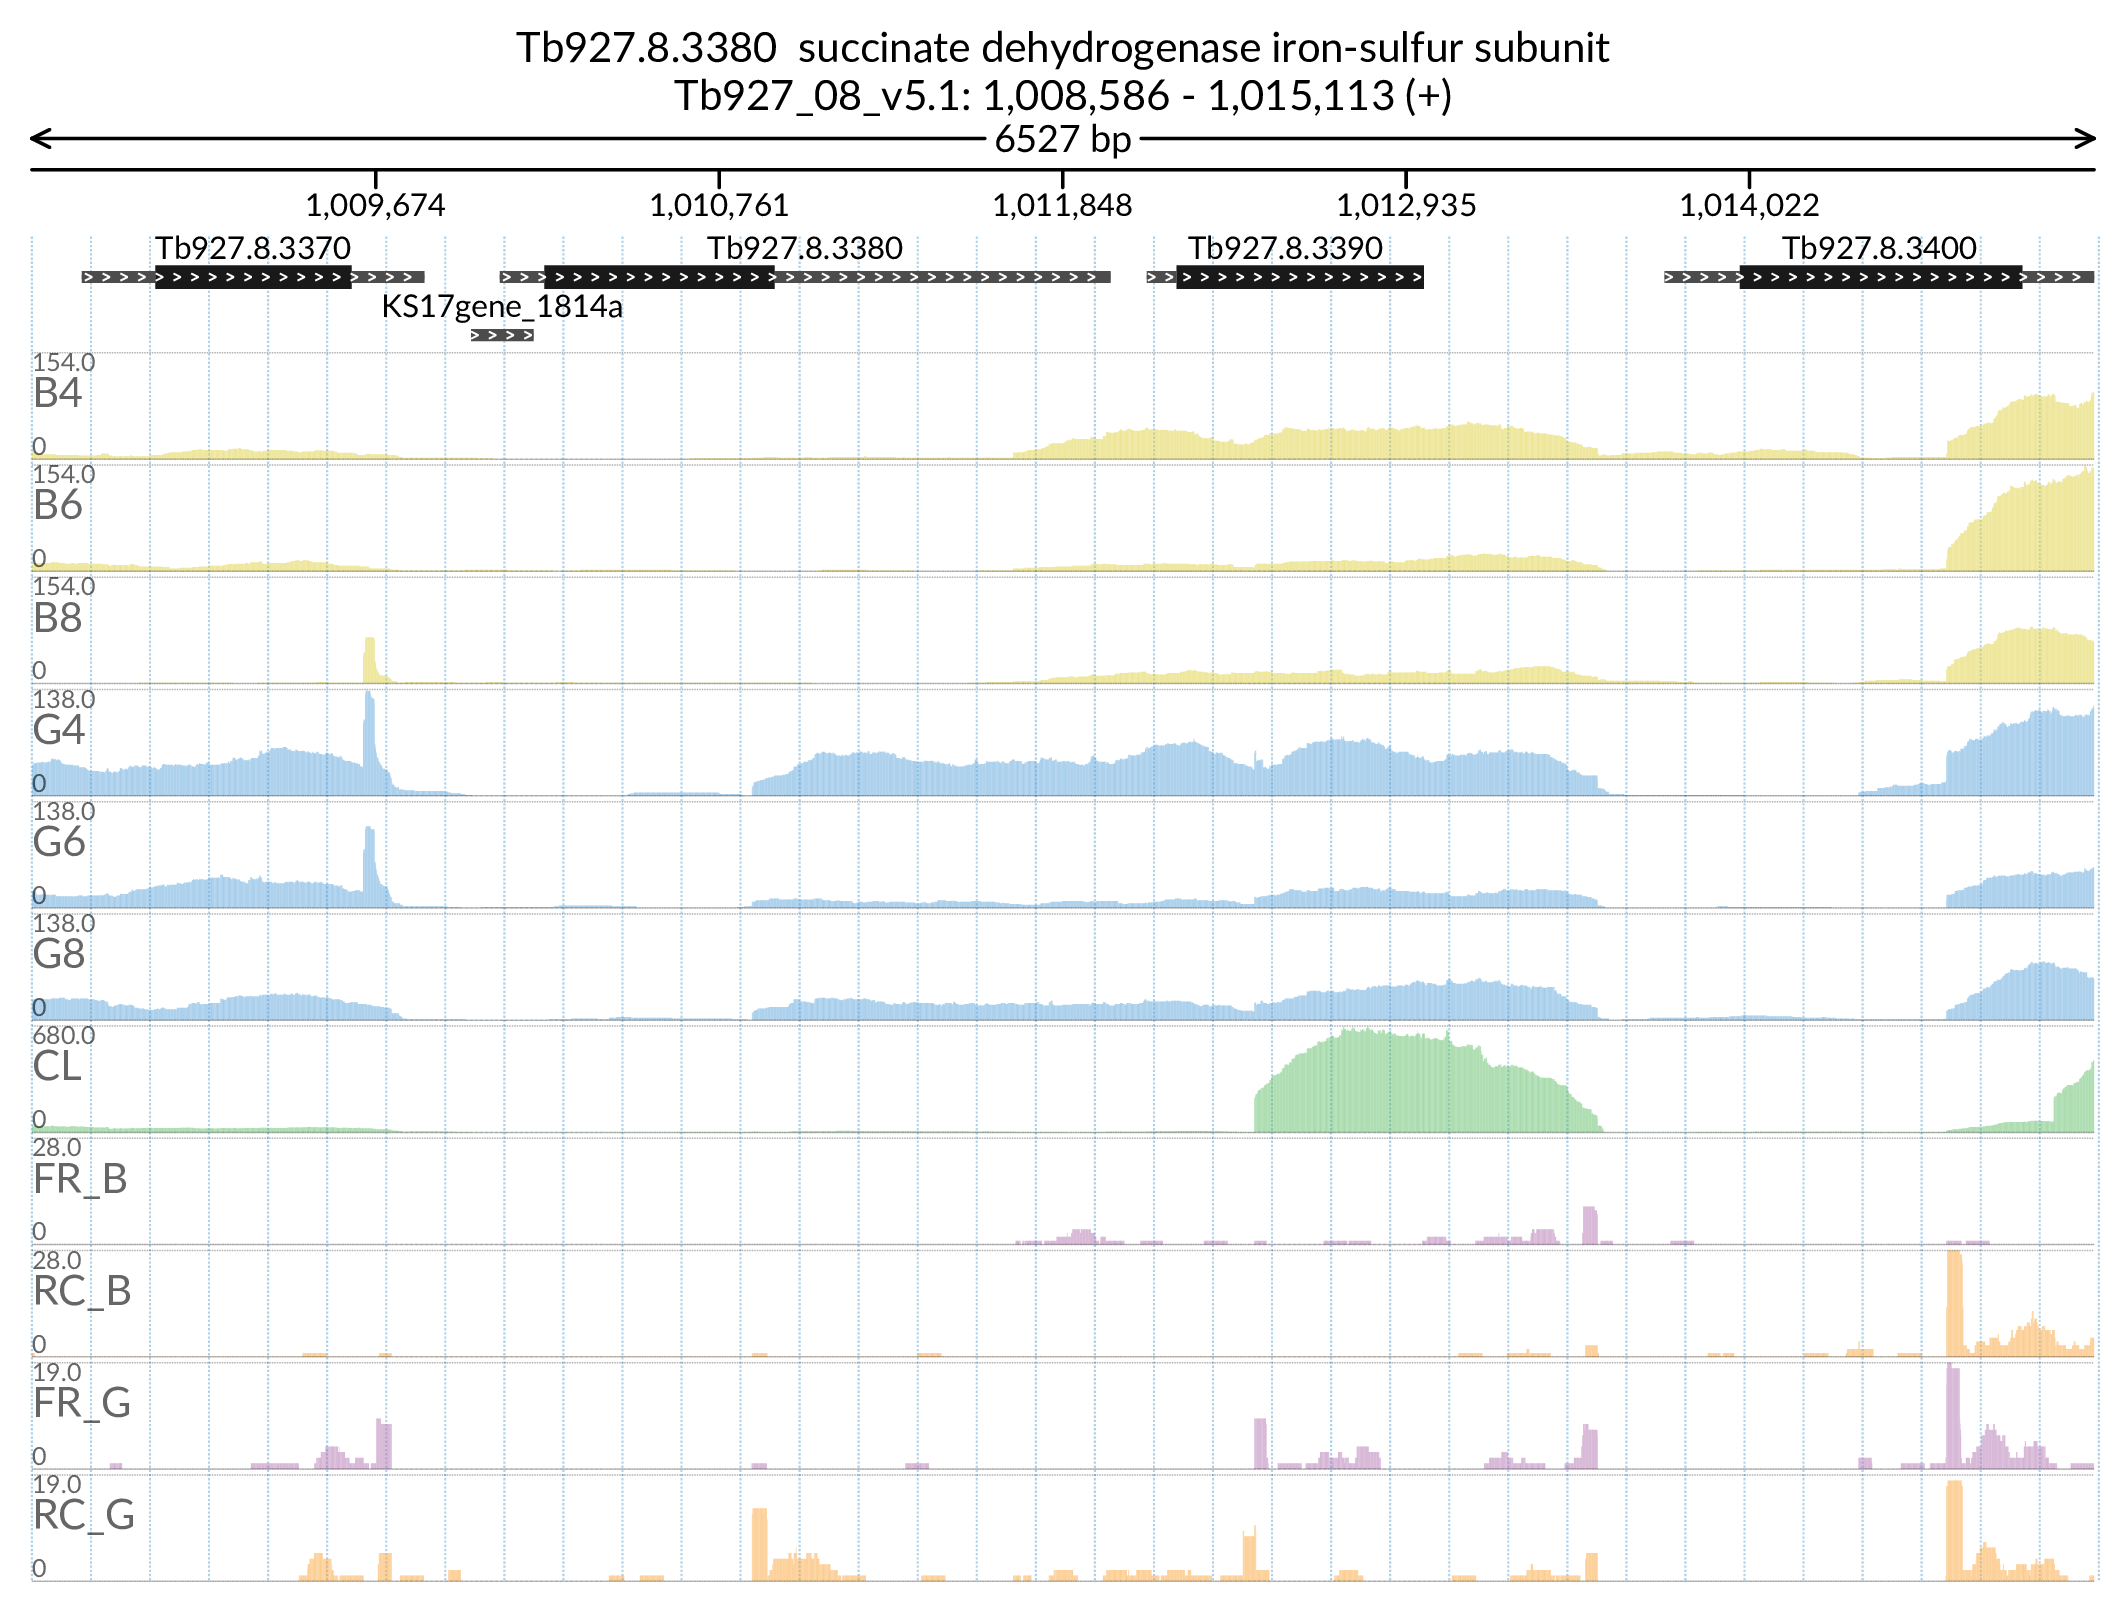 Tb927.8.3380  succinate dehydrogenase iron-sulfur subunit
Tb927_08_v5.1: 1,008,586 - 1,015,113 (+)
6527 bp
1,009,674 1,010,761 1,011,848 1,012,935 1,014,022
Tb927.8.3370 Tb927.8.3380 Tb927.8.3390 Tb927.8.3400
KS17gene_1814a
154.0
B4
0
154.0
B6
0
154.0
B8
0
138.0
G4
0
138.0
G6
0
138.0
G8
0
680.0
CL
0
28.0
FR_B
0
28.0
RC_B
0
19.0
FR_G
0
19.0
RC_G
0